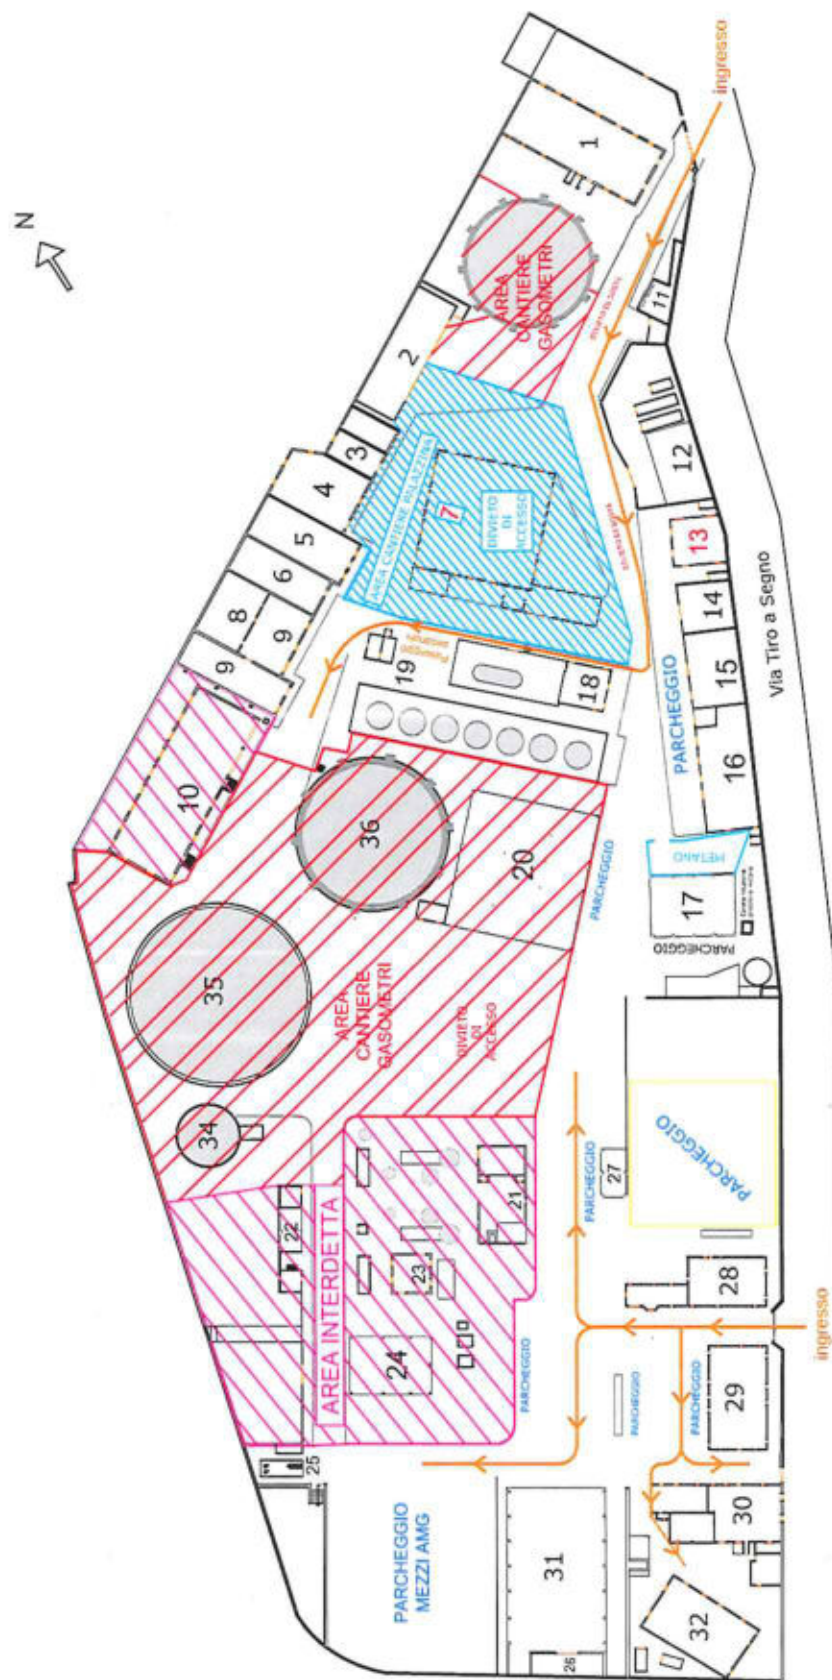 N
ingresso
1
AREA
CANTIERE
GASOMETRI
11
2
3
4
5
6
8
9
9
10
AREA CANTIERE PALAZZINA
7
DIVIETO
DI
ACCESSO
12
13
14
15
16
PARCHEGGIO
Via Tiro a Segno
Passaggio
pedonale
19
18
METANO
17
PARCHEGGIO
36
20
PARCHEGGIO
35
AREA
CANTIERE
GASOMETRI
DIVIETO
DI
ACCESSO
34
22
AREA INTERDETTA
21
23
24
PARCHEGGIO
27
PARCHEGGIO
PARCHEGGIO
28
ingresso
29
PARCHEGGIO
PARCHEGGIO
25
PARCHEGGIO
MEZZI AMG
31
26
30
32